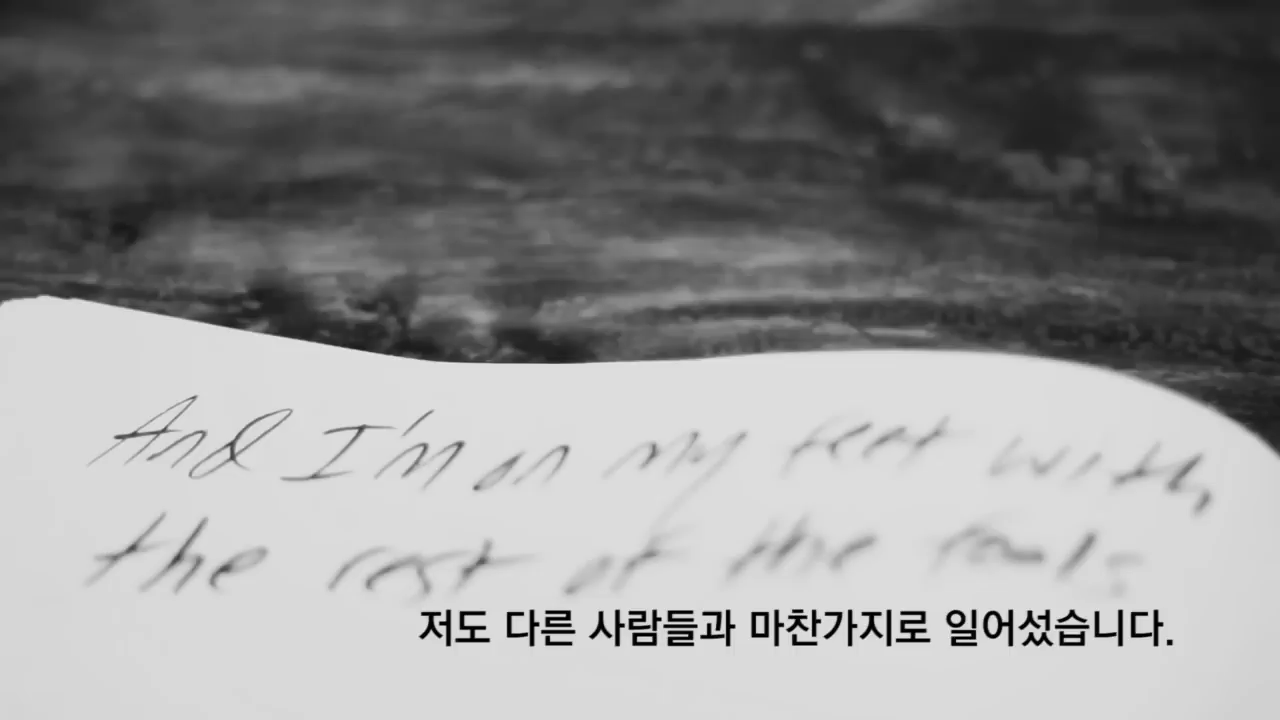 And I'm on my feet with
the rest of the fools
저도 다른 사람들과 마찬가지로 일어섰습니다.